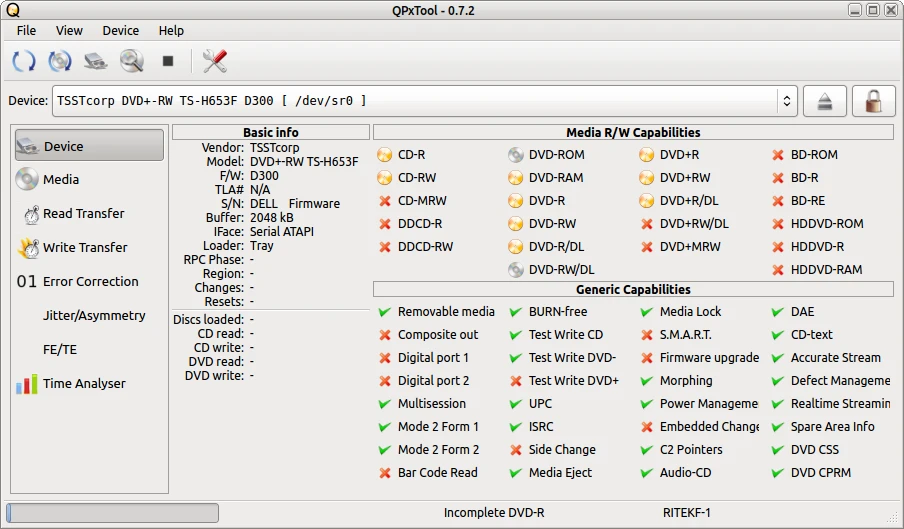 QPxTool - 0.7.2
File View Device Help
Device: TSSTcorp DVD+-RW TS-H653F D300 [ /dev/sr0 ]
Device
Media
Read Transfer
Write Transfer
01 Error Correction
Jitter/Asymmetry
FE/TE
Time Analyser
Basic info
Vendor: TSSTcorp
Model: DVD+-RW TS-H653F
F/W: D300
TLA# N/A
S/N: DELL Firmware
Buffer: 2048 kB
IFace: Serial ATAPI
Loader: Tray
RPC Phase: -
Region: -
Changes: -
Resets: -
Discs loaded: -
CD read: -
CD write: -
DVD read: -
DVD write: -
Media R/W Capabilities
CD-R DVD-ROM DVD+R BD-ROM
CD-RW DVD-RAM DVD+RW BD-R
CD-MRW DVD-R DVD+R/DL BD-RE
DDCD-R DVD-RW DVD+RW/DL HDDVD-ROM
DDCD-RW DVD-R/DL DVD+MRW HDDVD-R
DVD-RW/DL HDDVD-RAM
Generic Capabilities
Removable media BURN-free Media Lock DAE
Composite out Test Write CD S.M.A.R.T. CD-text
Digital port 1 Test Write DVD- Firmware upgrade Accurate Stream
Digital port 2 Test Write DVD+ Morphing Defect Manageme
Multisession UPC Power Manageme Realtime Streamin
Mode 2 Form 1 ISRC Embedded Change Spare Area Info
Mode 2 Form 2 Side Change C2 Pointers DVD CSS
Bar Code Read Media Eject Audio-CD DVD CPRM
Incomplete DVD-R RITEKF-1